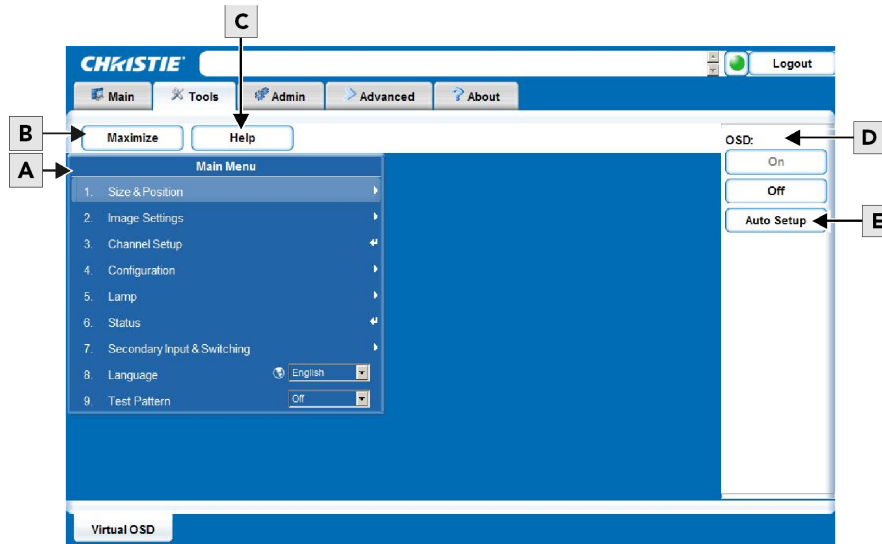 C
CHRISTIE
Logout
Main Tools Admin Advanced About
B
Maximize Help
OSD:
D
A
Main Menu
On
1. Size & Position
Off
2. Image Settings
Auto Setup
E
3. Channel Setup
4. Configuration
5. Lamp
6. Status
7. Secondary Input & Switching
8. Language English
9. Test Pattern Off
Virtual OSD